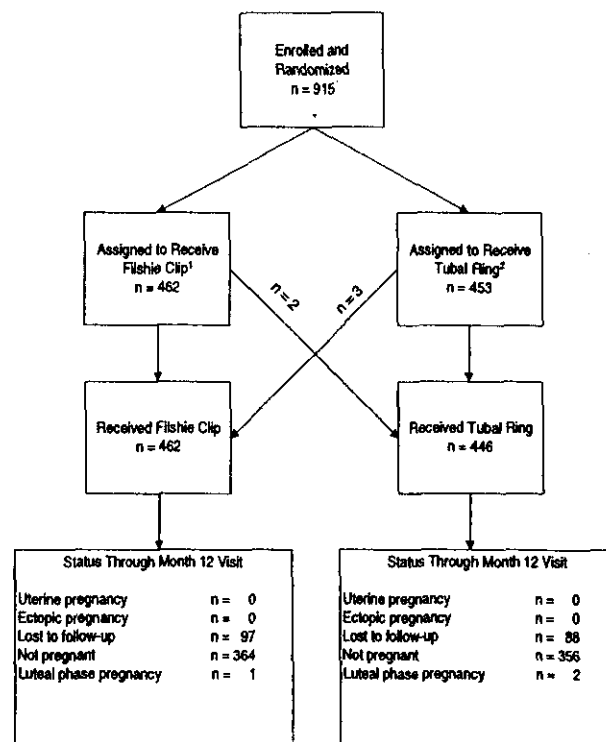 Enrolled and
Randomized
n = 915
Assigned to Receive
Filshie Clip¹
n = 462
Assigned to Receive
Tubal Ring²
n = 453
n = 2
n = 3
Received Filshie Clip
n = 462
Received Tubal Ring
n = 446
Status Through Month 12 Visit
Uterine pregnancy n = 0
Ectopic pregnancy n = 0
Lost to follow-up n = 97
Not pregnant n = 364
Luteal phase pregnancy n = 1
Status Through Month 12 Visit
Uterine pregnancy n = 0
Ectopic pregnancy n = 0
Lost to follow-up n = 88
Not pregnant n = 356
Luteal phase pregnancy n = 2